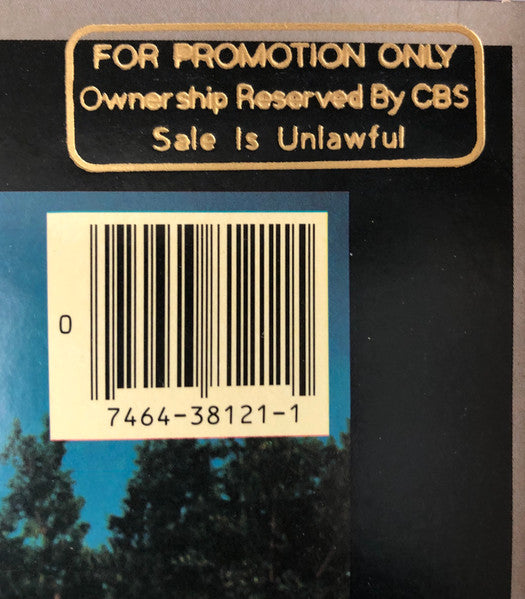 FOR PROMOTION ONLY
Ownership Reserved By CBS
Sale Is Unlawful
0
7464-38121-1